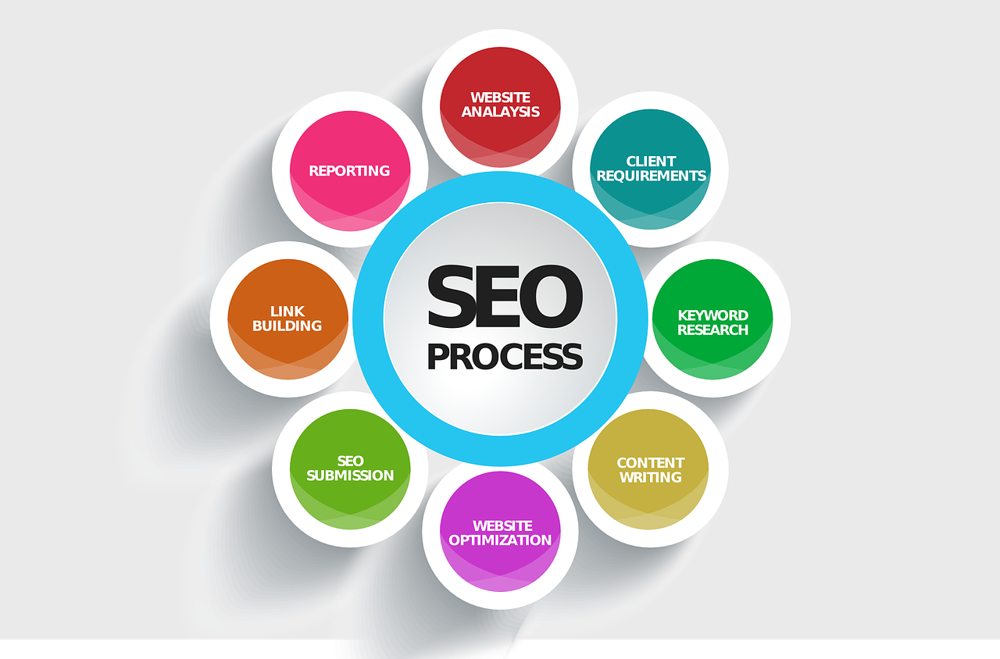 WEBSITE
ANALAYSIS
CLIENT
REQUIREMENTS
KEYWORD
RESEARCH
CONTENT
WRITING
WEBSITE
OPTIMIZATION
SEO
SUBMISSION
LINK
BUILDING
REPORTING
SEO
PROCESS